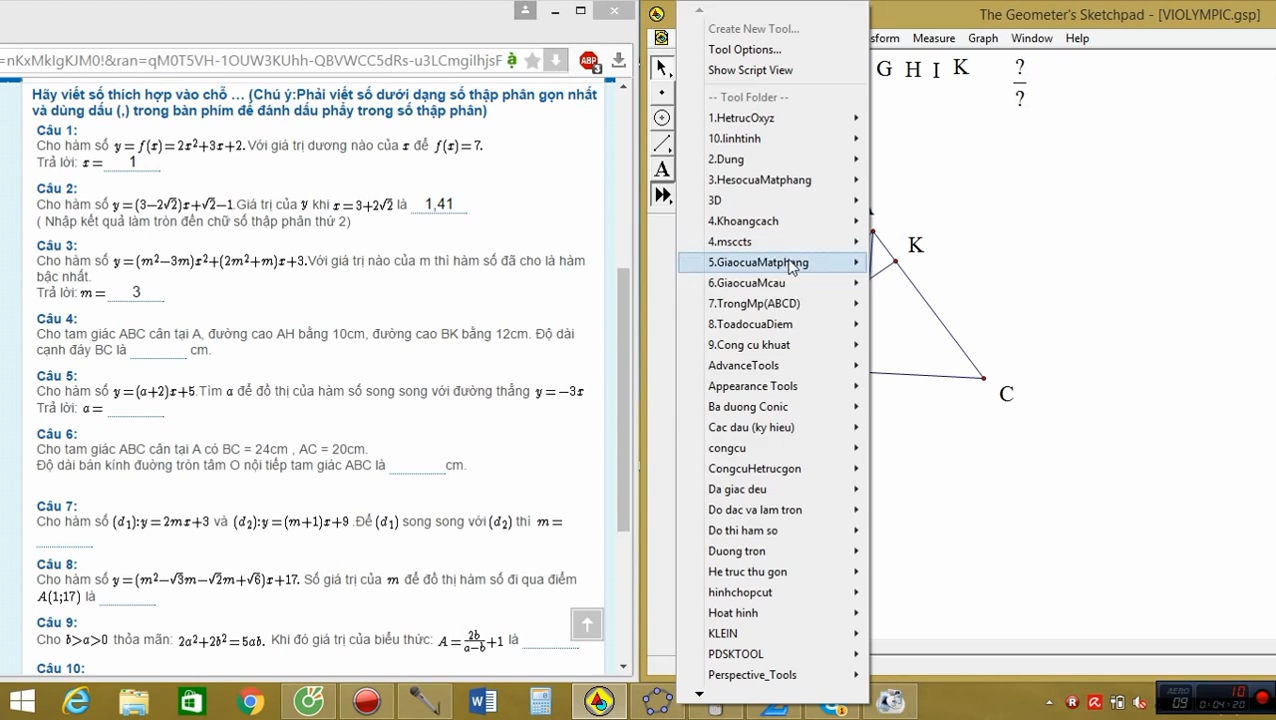 The Geometer's Sketchpad - [VIOLYMPIC.gsp]
=nKxMkIgKJM0!&ran=qM0T5VH-1OUW3KUhh-QBVWCC5dRs-u3LCmgiIhjsF
ABP
3
Hãy viết số thích hợp vào chỗ ... (Chú ý:Phải viết số dưới dạng số thập phân gọn nhất
và dùng dấu (,) trong bàn phím để đánh dấu phẩy trong số thập phân)
Câu 1:
Cho hàm số y=f(x)=2x²+3x+2.Với giá trị dương nào của x để f(x)=7.
Trả lời: x= 1
Câu 2:
Cho hàm số y=(3−2√2)x+√2−1.Giá trị của y khi x=3+2√2 là 1,41
( Nhập kết quả làm tròn đến chữ số thập phân thứ 2)
Câu 3:
Cho hàm số y=(m²−3m)x²+(2m²+m)x+3.Với giá trị nào của m thì hàm số đã cho là hàm
bậc nhất.
Trả lời: m= 3
Câu 4:
Cho tam giác ABC cân tại A, đường cao AH bằng 10cm, đường cao BK bằng 12cm. Độ dài
cạnh đáy BC là ........ cm.
Câu 5:
Cho hàm số y=(a+2)x+5.Tìm a để đồ thị của hàm số song song với đường thẳng y=−3x
Trả lời: a=
Câu 6:
Cho tam giác ABC cân tại A có BC = 24cm , AC = 20cm.
Độ dài bán kính đường tròn tâm O nội tiếp tam giác ABC là ........cm.
Câu 7:
Cho hàm số (d₁):y=2mx+3 và (d₂):y=(m+1)x+9 .Để (d₁) song song với (d₂) thì m=
Câu 8:
Cho hàm số y=(m²−√3m−√2m+√6)x+17. Số giá trị của m để đồ thị hàm số đi qua điểm
A(1;17) là
Câu 9:
Cho b>a>0 thỏa mãn: 2a²+2b²=5ab. Khi đó giá trị của biểu thức: A=2b/(a−b)+1 là
Câu 10:
Create New Tool...
Tool Options...
Show Script View
-- Tool Folder --
1.HetrucOxyz
10.linhtinh
2.Dung
3.HesocuaMatphang
3D
4.Khoangcach
4.msccts
5.GiaocuaMatphang
6.GiaocuaMcau
7.TrongMp(ABCD)
8.ToadocuaDiem
9.Cong cu khuat
AdvanceTools
Appearance Tools
Ba duong Conic
Cac dau (ky hieu)
congcu
CongcuHetrucgon
Da giac deu
Do dac va lam tron
Do thi ham so
Duong tron
He truc thu gon
hinhchopcut
Hoat hinh
KLEIN
PDSKTOOL
Perspective_Tools
A
sform Measure Graph Window Help
G H I K ?
?
K
C
AERO
09
10
0:04:20